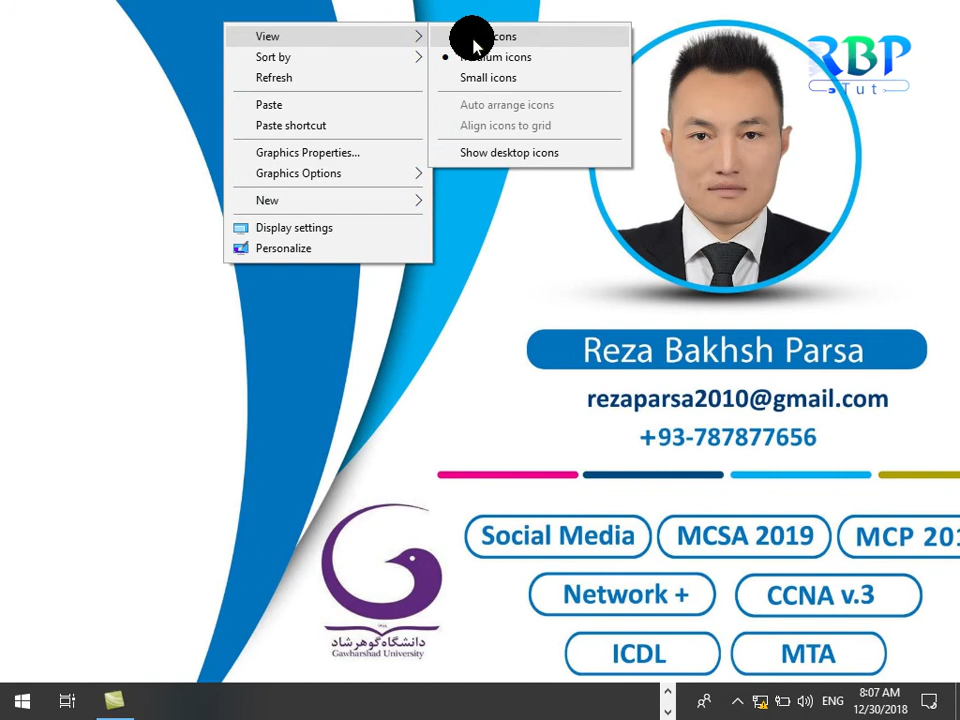 View
Sort by
Refresh
Paste
Paste shortcut
Graphics Properties...
Graphics Options
New
Display settings
Personalize
icons
icons
Small icons
Auto arrange icons
Align icons to grid
Show desktop icons
RBP
Tut
Reza Bakhsh Parsa
rezaparsa2010@gmail.com
+93-787877656
Social Media
MCSA 2019
MCP
Network +
CCNA v.3
ICDL
MTA
دانشگاه گوهرشاد
Gawharshad University
ENG
8:07 AM
12/30/2018